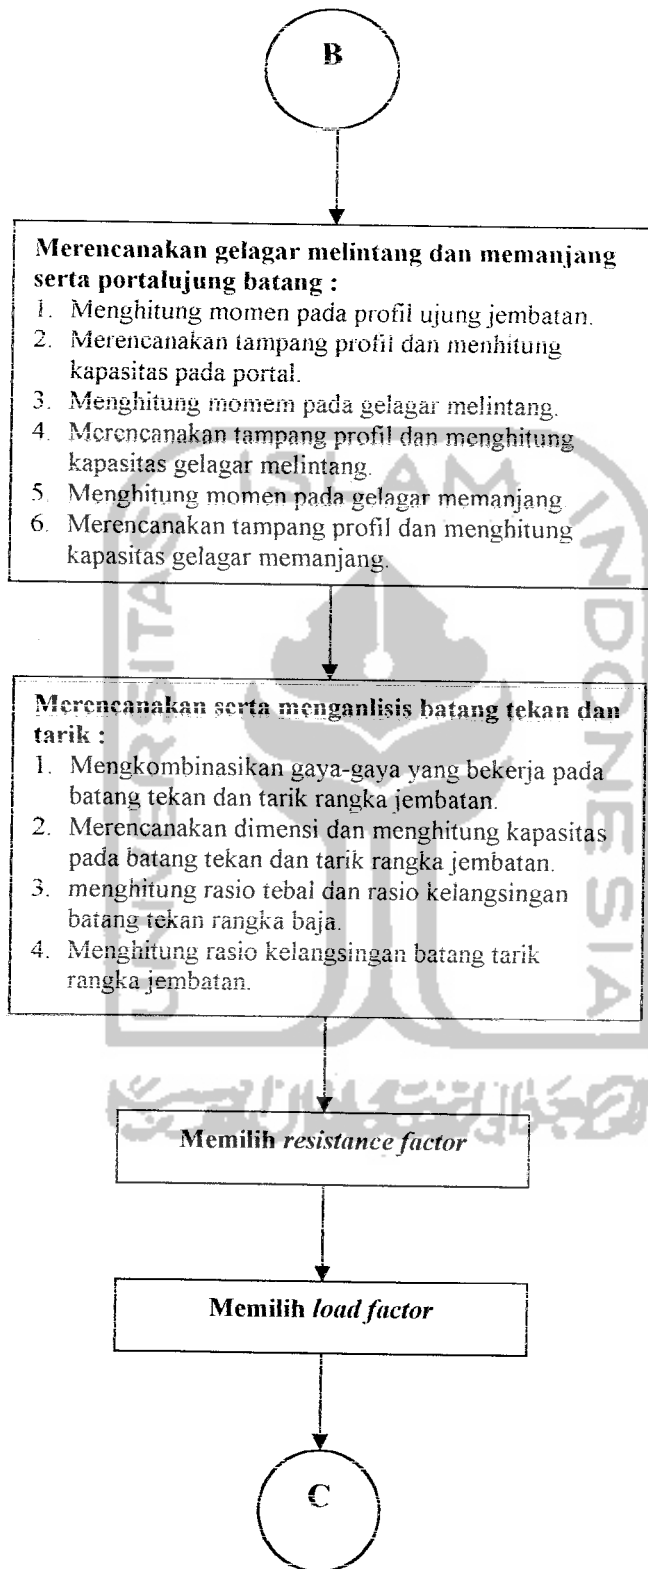 B
Merencanakan gelagar melintang dan memanjang
serta portalujung batang :
1. Menghitung momen pada profil ujung jembatan.
2. Merencanakan tampang profil dan menhitung
kapasitas pada portal.
3. Menghitung momem pada gelagar melintang.
4. Merencanakan tampang profil dan menghitung
kapasitas gelagar melintang.
5. Menghitung momen pada gelagar memanjang
6. Merencanakan tampang profil dan menghitung
kapasitas gelagar memanjang.
Merencanakan serta menganlisis batang tekan dan
tarik :
1. Mengkombinasikan gaya-gaya yang bekerja pada
batang tekan dan tarik rangka jembatan.
2. Merencanakan dimensi dan menghitung kapasitas
pada batang tekan dan tarik rangka jembatan.
3. menghitung rasio tebal dan rasio kelangsingan
batang tekan rangka baja.
4. Menghitung rasio kelangsingan batang tarik
rangka jembatan.
Memilih resistance factor
Memilih load factor
C
UNIVERSITAS
ISLAM
INDONESIA